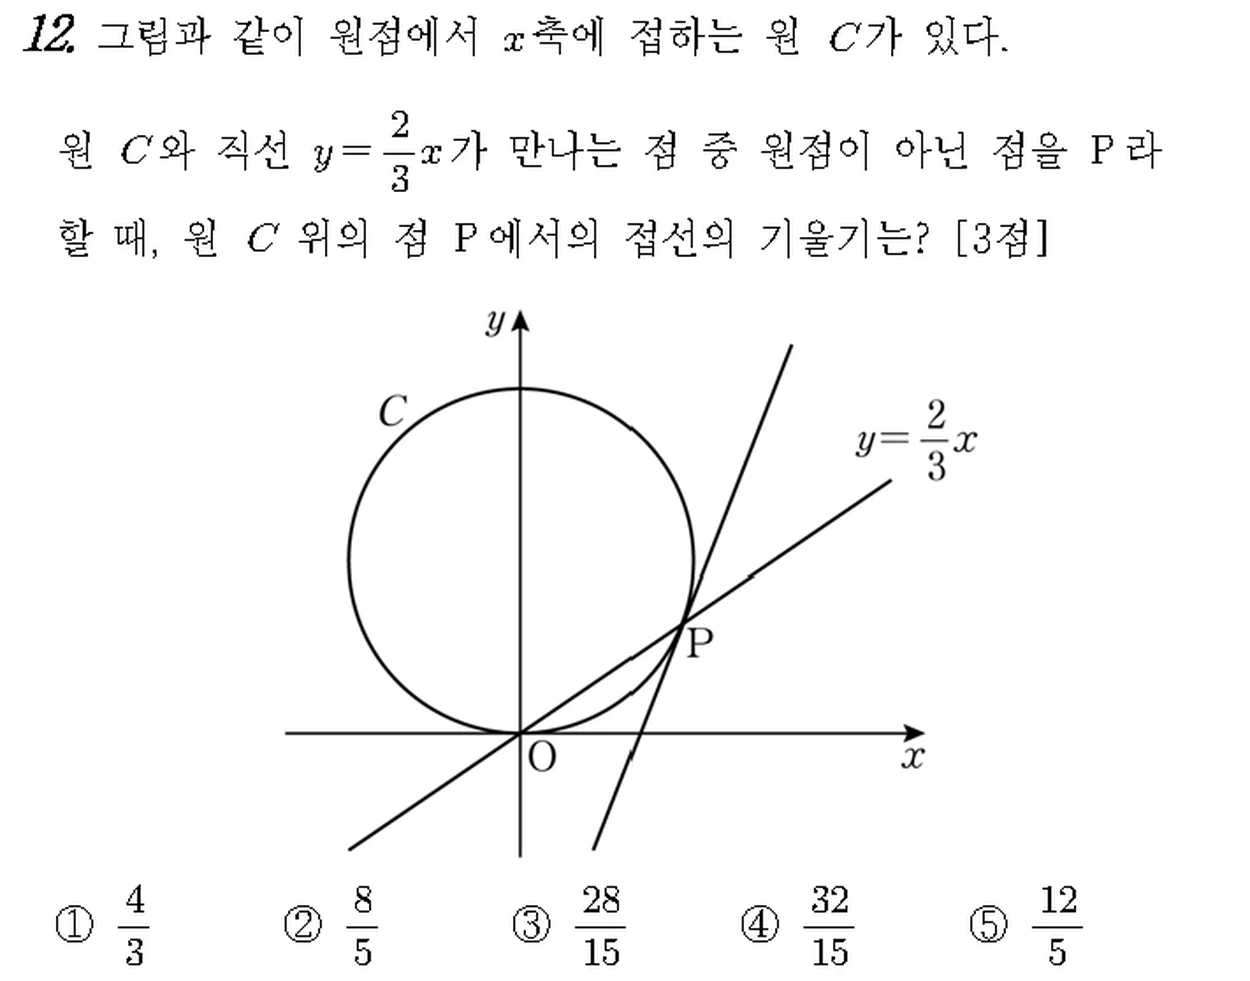 12. 그림과 같이 원점에서 x축에 접하는 원 C가 있다.
원 C와 직선 y=2/3x가 만나는 점 중 원점이 아닌 점을 P라
할 때, 원 C 위의 점 P에서의 접선의 기울기는? [3점]
y
C
y=2/3x
P
O
x
① 4/3 ② 8/5 ③ 28/15 ④ 32/15 ⑤ 12/5